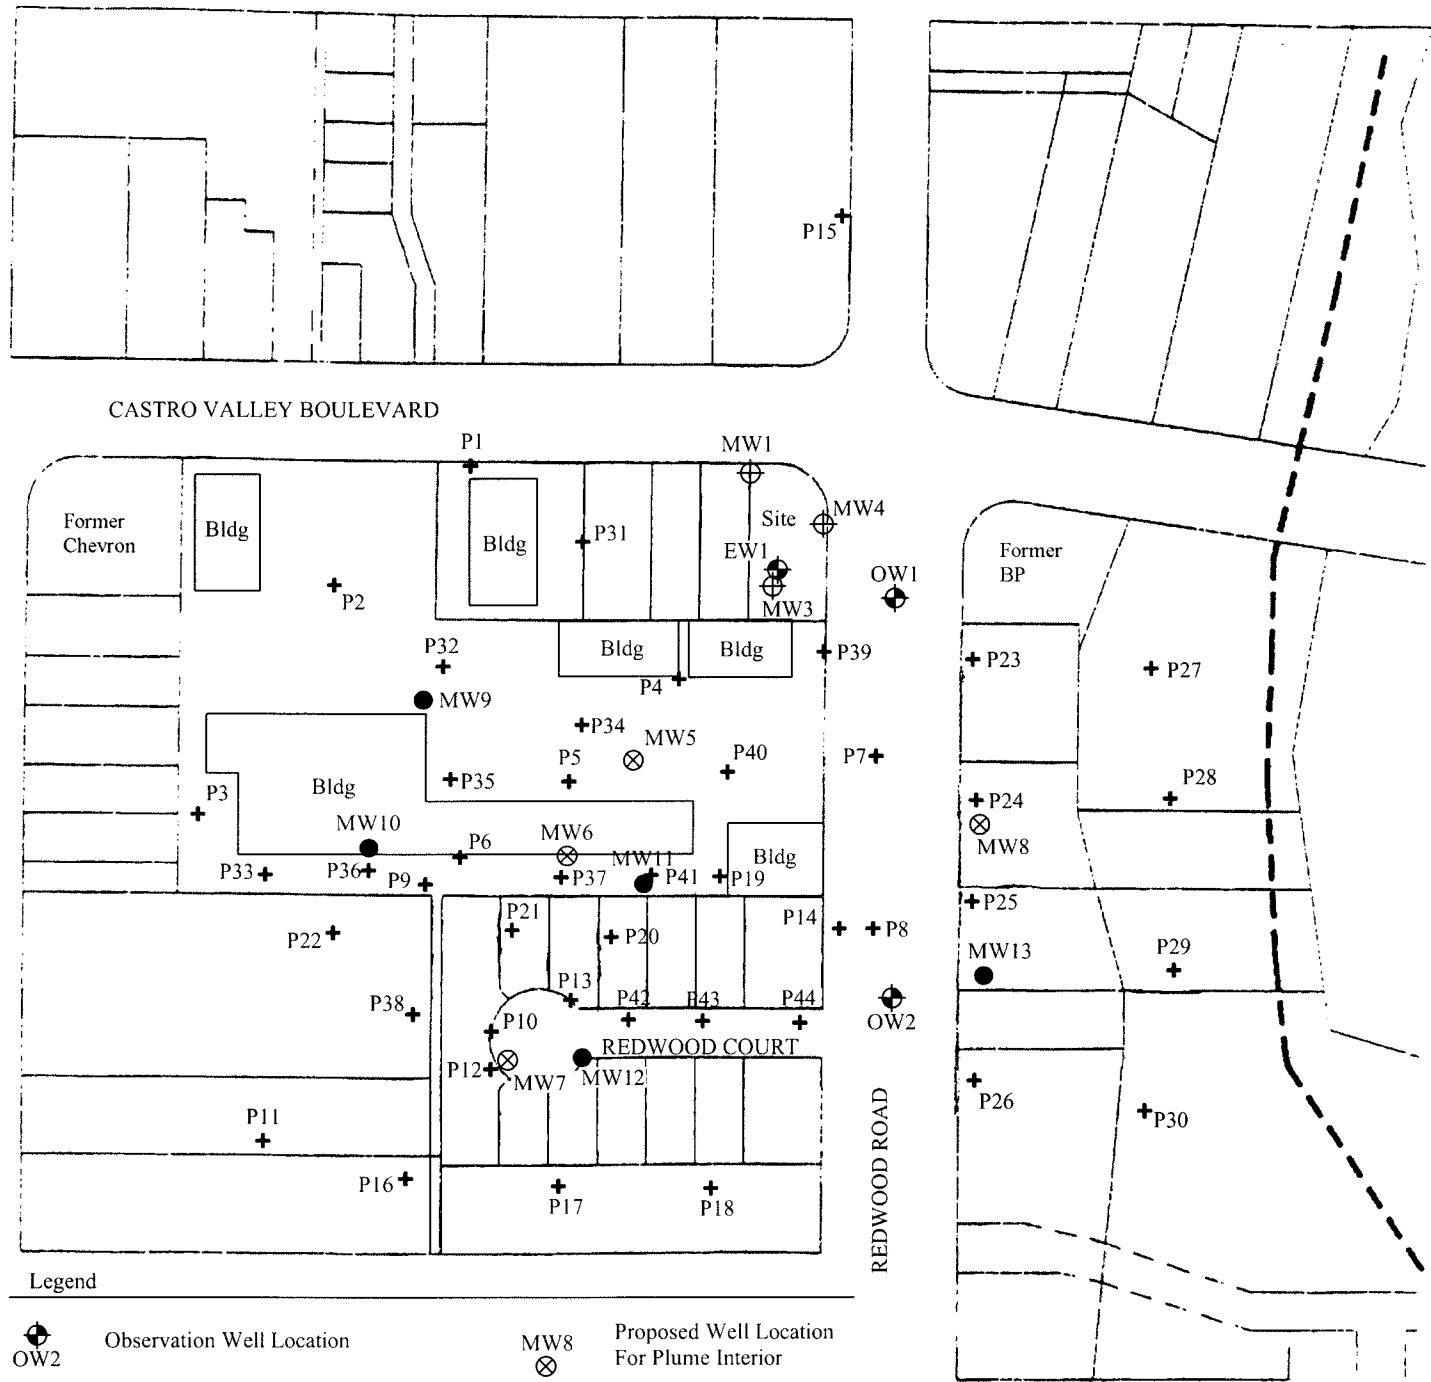 P15
CASTRO VALLEY BOULEVARD
P1
MW1
Former
Chevron
Bldg
Bldg
P31
Site
MW4
EW1
MW3
OW1
Former
BP
P2
P32
Bldg
Bldg
P39
P4
P23
P27
MW9
P34
MW5
P5
P40
P7
P35
Bldg
P3
P24
P28
MW10
P6
MW6
MW11
Bldg
MW8
P33
P36
P9
P37
P41
P19
P25
P21
P20
P14
P8
P22
MW13
P29
P13
P42
P43
P44
OW2
P38
P10
REDWOOD COURT
P12
MW7
MW12
P26
P30
P11
P16
P17
P18
REDWOOD ROAD
Legend
OW2
Observation Well Location
MW8
Proposed Well Location
For Plume Interior